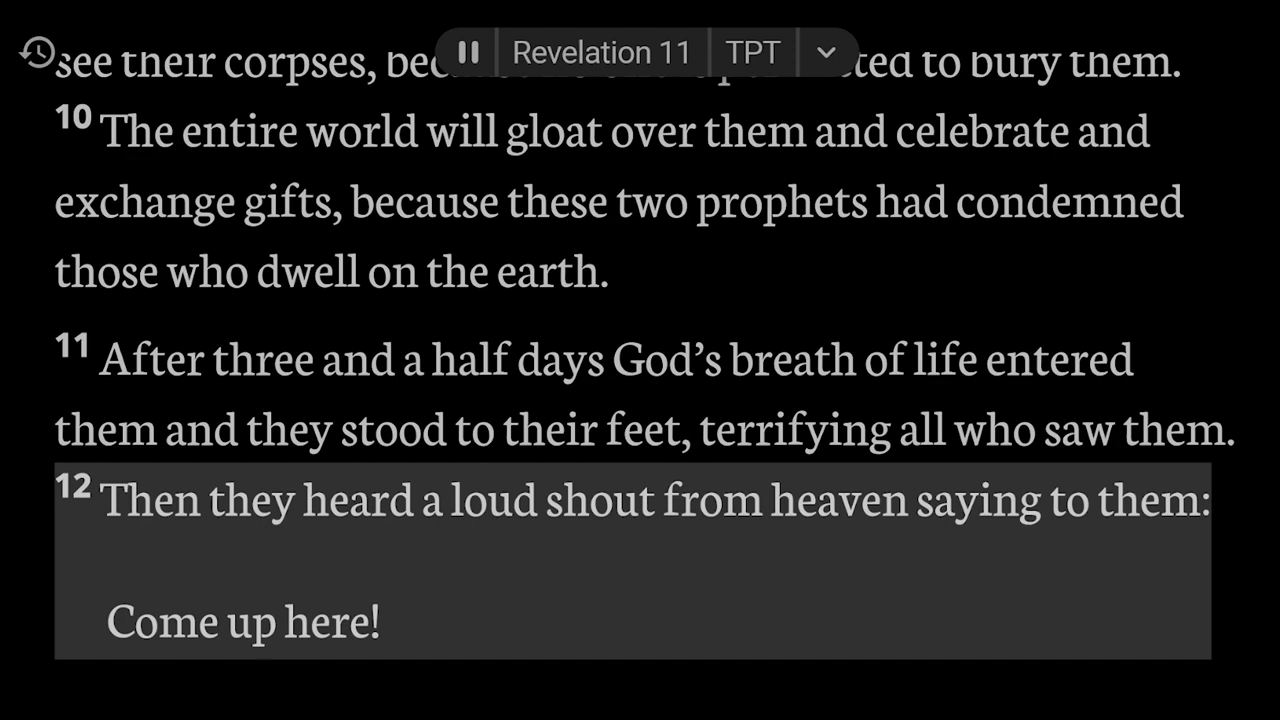 Revelation 11 TPT
see their corpses, to bury them.
10 The entire world will gloat over them and celebrate and
exchange gifts, because these two prophets had condemned
those who dwell on the earth.
11 After three and a half days God’s breath of life entered
them and they stood to their feet, terrifying all who saw them.
12 Then they heard a loud shout from heaven saying to them:
Come up here!